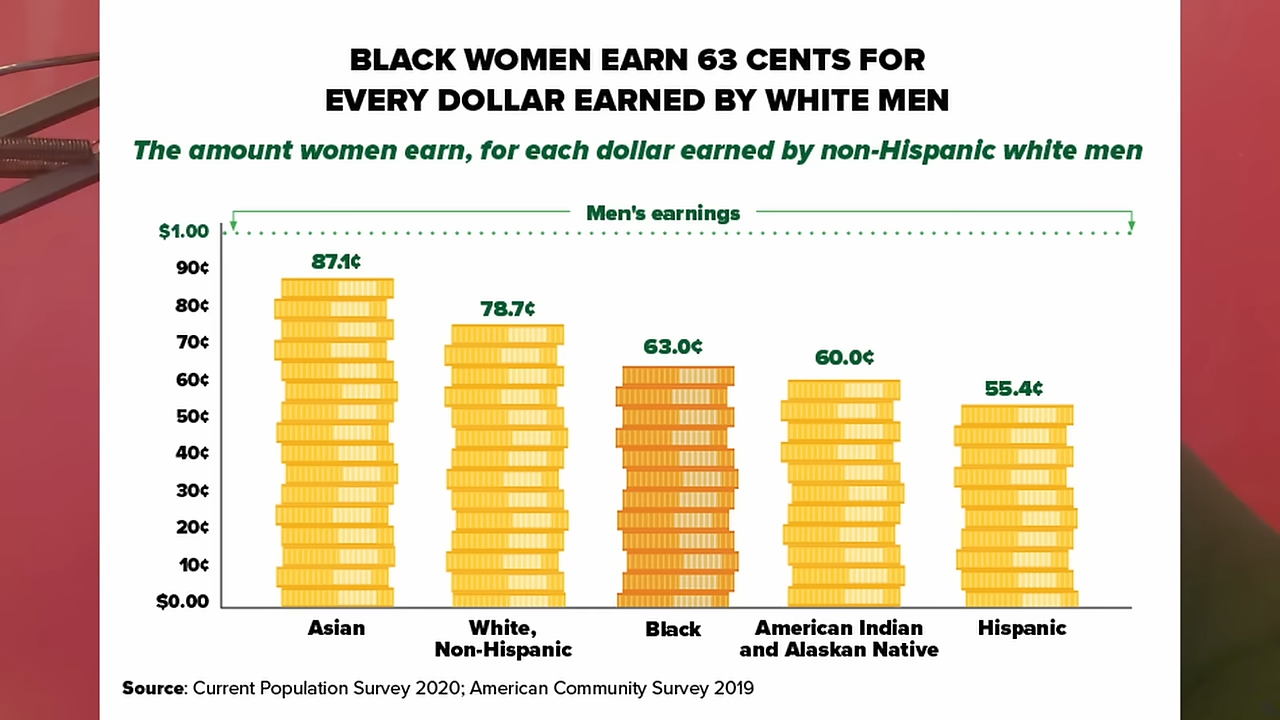 BLACK WOMEN EARN 63 CENTS FOR
EVERY DOLLAR EARNED BY WHITE MEN
The amount women earn, for each dollar earned by non-Hispanic white men
Men's earnings
$1.00
90¢
80¢
70¢
60¢
50¢
40¢
30¢
20¢
10¢
$0.00
87.1¢
78.7¢
63.0¢
60.0¢
55.4¢
Asian
White,
Non-Hispanic
Black
American Indian
and Alaskan Native
Hispanic
Source: Current Population Survey 2020; American Community Survey 2019